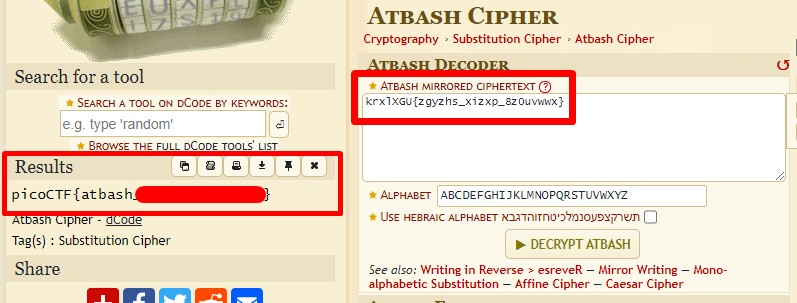 Search for a tool
★ SEARCH A TOOL ON DCODE BY KEYWORDS:
e.g. type 'random'
★ BROWSE THE FULL DCODE TOOLS' LIST
Results
picoCTF{atbash_ }
Atbash Cipher - dCode
Tag(s) : Substitution Cipher
Share
ATBASH CIPHER
Cryptography › Substitution Cipher › Atbash Cipher
ATBASH DECODER
★ ATBASH MIRRORED CIPHERTEXT ?
krxlXGU{zgyzhs_xizxp_8z0uvwwx}
★ ALPHABET ABCDEFGHIJKLMNOPQRSTUVWXYZ
★ USE HEBRAIC ALPHABET תשרקצפעסנמלכיטחזוהדגבא
▶ DECRYPT ATBASH
See also: Writing in Reverse > esreveR — Mirror Writing — Mono-
alphabetic Substitution — Affine Cipher — Caesar Cipher